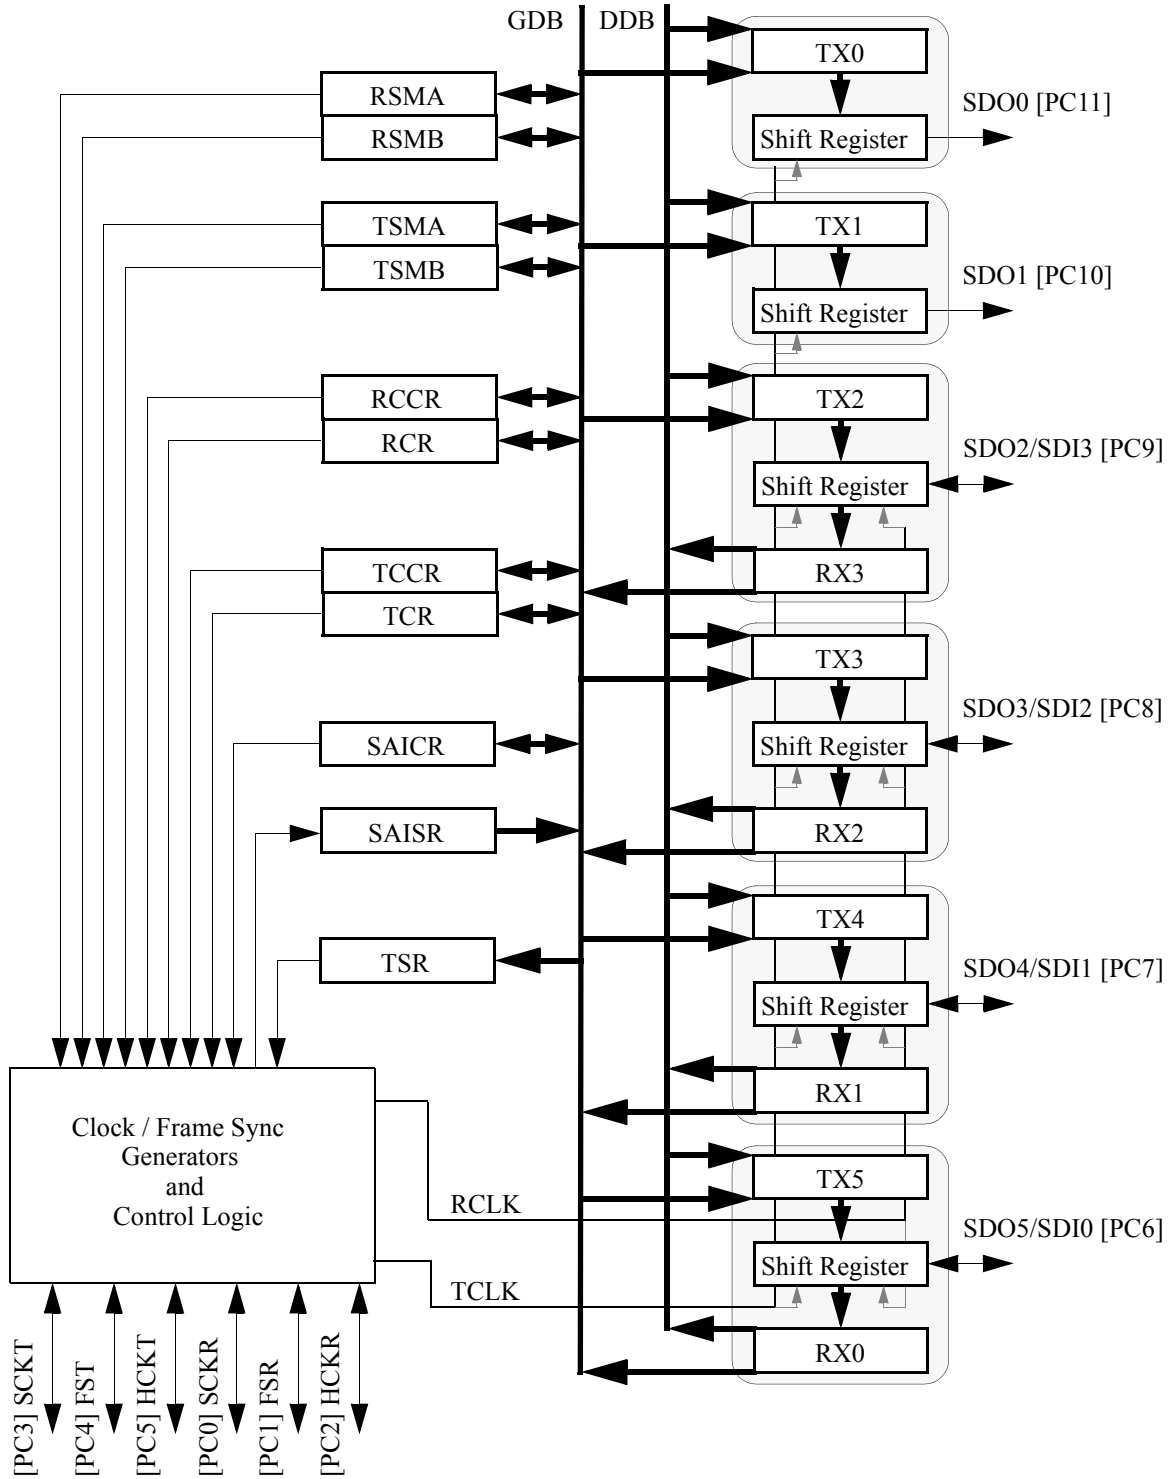 GDB
DDB
TX0
RSMA
SDO0 [PC11]
RSMB
Shift Register
TSMA
TX1
TSMB
SDO1 [PC10]
Shift Register
RCCR
TX2
RCR
SDO2/SDI3 [PC9]
Shift Register
TCCR
RX3
TCR
TX3
SDO3/SDI2 [PC8]
SAICR
Shift Register
SAISR
RX2
TX4
TSR
SDO4/SDI1 [PC7]
Shift Register
RX1
Clock / Frame Sync
Generators
and
Control Logic
TX5
RCLK
SDO5/SDI0 [PC6]
Shift Register
TCLK
RX0
[PC3] SCKT
[PC4] FST
[PC5] HCKT
[PC0] SCKR
[PC1] FSR
[PC2] HCKR